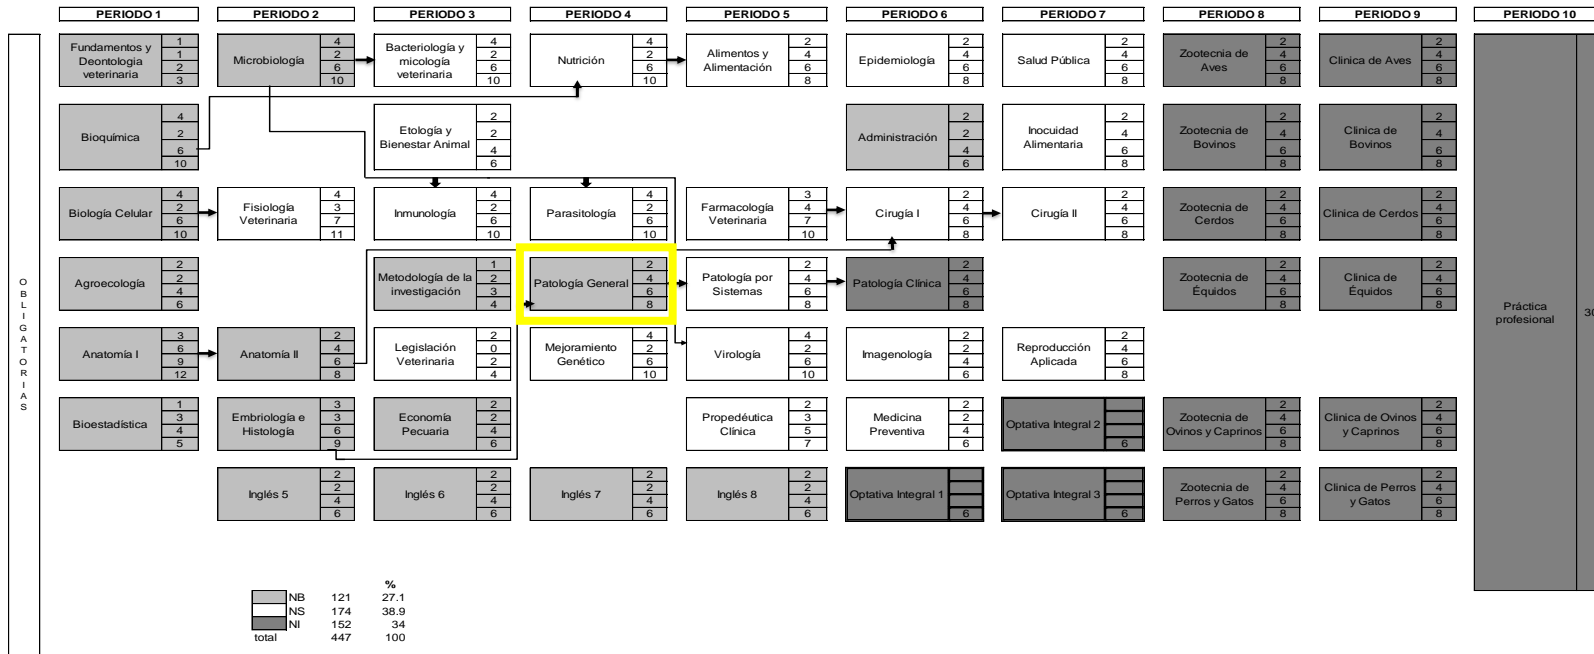 PERIODO 1 PERIODO 2 PERIODO 3 PERIODO 4 PERIODO 5 PERIODO 6 PERIODO 7 PERIODO 8 PERIODO 9 PERIODO 10
OBLIGATORIAS
Fundamentos y
Deontologia
veterinaria
1
1
2
3
Microbiología
4
2
6
10
Bacteriología y
micología
veterinaria
4
2
6
10
Nutrición
4
2
6
10
Alimentos y
Alimentación
2
4
6
8
Epidemiología
2
4
6
8
Salud Pública
2
4
6
8
Zootecnia de
Aves
2
4
6
8
Clinica de Aves
2
4
6
8
Bioquímica
4
2
6
10
Etología y
Bienestar Animal
2
2
4
6
Administración
2
2
4
6
Inocuidad
Alimentaria
2
4
6
8
Zootecnia de
Bovinos
2
4
6
8
Clinica de
Bovinos
2
4
6
8
Biología Celular
4
2
6
10
Fisiología
Veterinaria
4
3
7
11
Inmunología
4
2
6
10
Parasitología
4
2
6
10
Farmacología
Veterinaria
3
4
7
10
Cirugía I
2
4
6
8
Cirugía II
2
4
6
8
Zootecnia de
Cerdos
2
4
6
8
Clinica de Cerdos
2
4
6
8
Agroecología
2
2
4
6
Metodología de la
investigación
1
2
3
4
Patología General
2
4
6
8
Patología por
Sistemas
2
4
6
8
Patología Clínica
2
4
6
8
Zootecnia de
Équidos
2
4
6
8
Clinica de
Équidos
2
4
6
8
Práctica
profesional
30
Anatomía I
3
6
9
12
Anatomía II
2
4
6
8
Legislación
Veterinaria
2
0
2
4
Mejoramiento
Genético
4
2
6
10
Virología
4
2
6
10
Imagenología
2
2
4
6
Reproducción
Aplicada
2
4
6
8
Bioestadística
1
3
4
5
Embriología e
Histología
3
3
6
9
Economía
Pecuaria
2
2
4
6
Propedéutica
Clínica
2
3
5
7
Medicina
Preventiva
2
2
4
6
Optativa Integral 2
6
Zootecnia de
Ovinos y Caprinos
2
4
6
8
Clinica de Ovinos
y Caprinos
2
4
6
8
Inglés 5
2
2
4
6
Inglés 6
2
2
4
6
Inglés 7
2
2
4
6
Inglés 8
2
2
4
6
Optativa Integral 1
6
Optativa Integral 3
6
Zootecnia de
Perros y Gatos
2
4
6
8
Clinica de Perros
y Gatos
2
4
6
8
%
NB 121 27.1
NS 174 38.9
NI 152 34
total 447 100